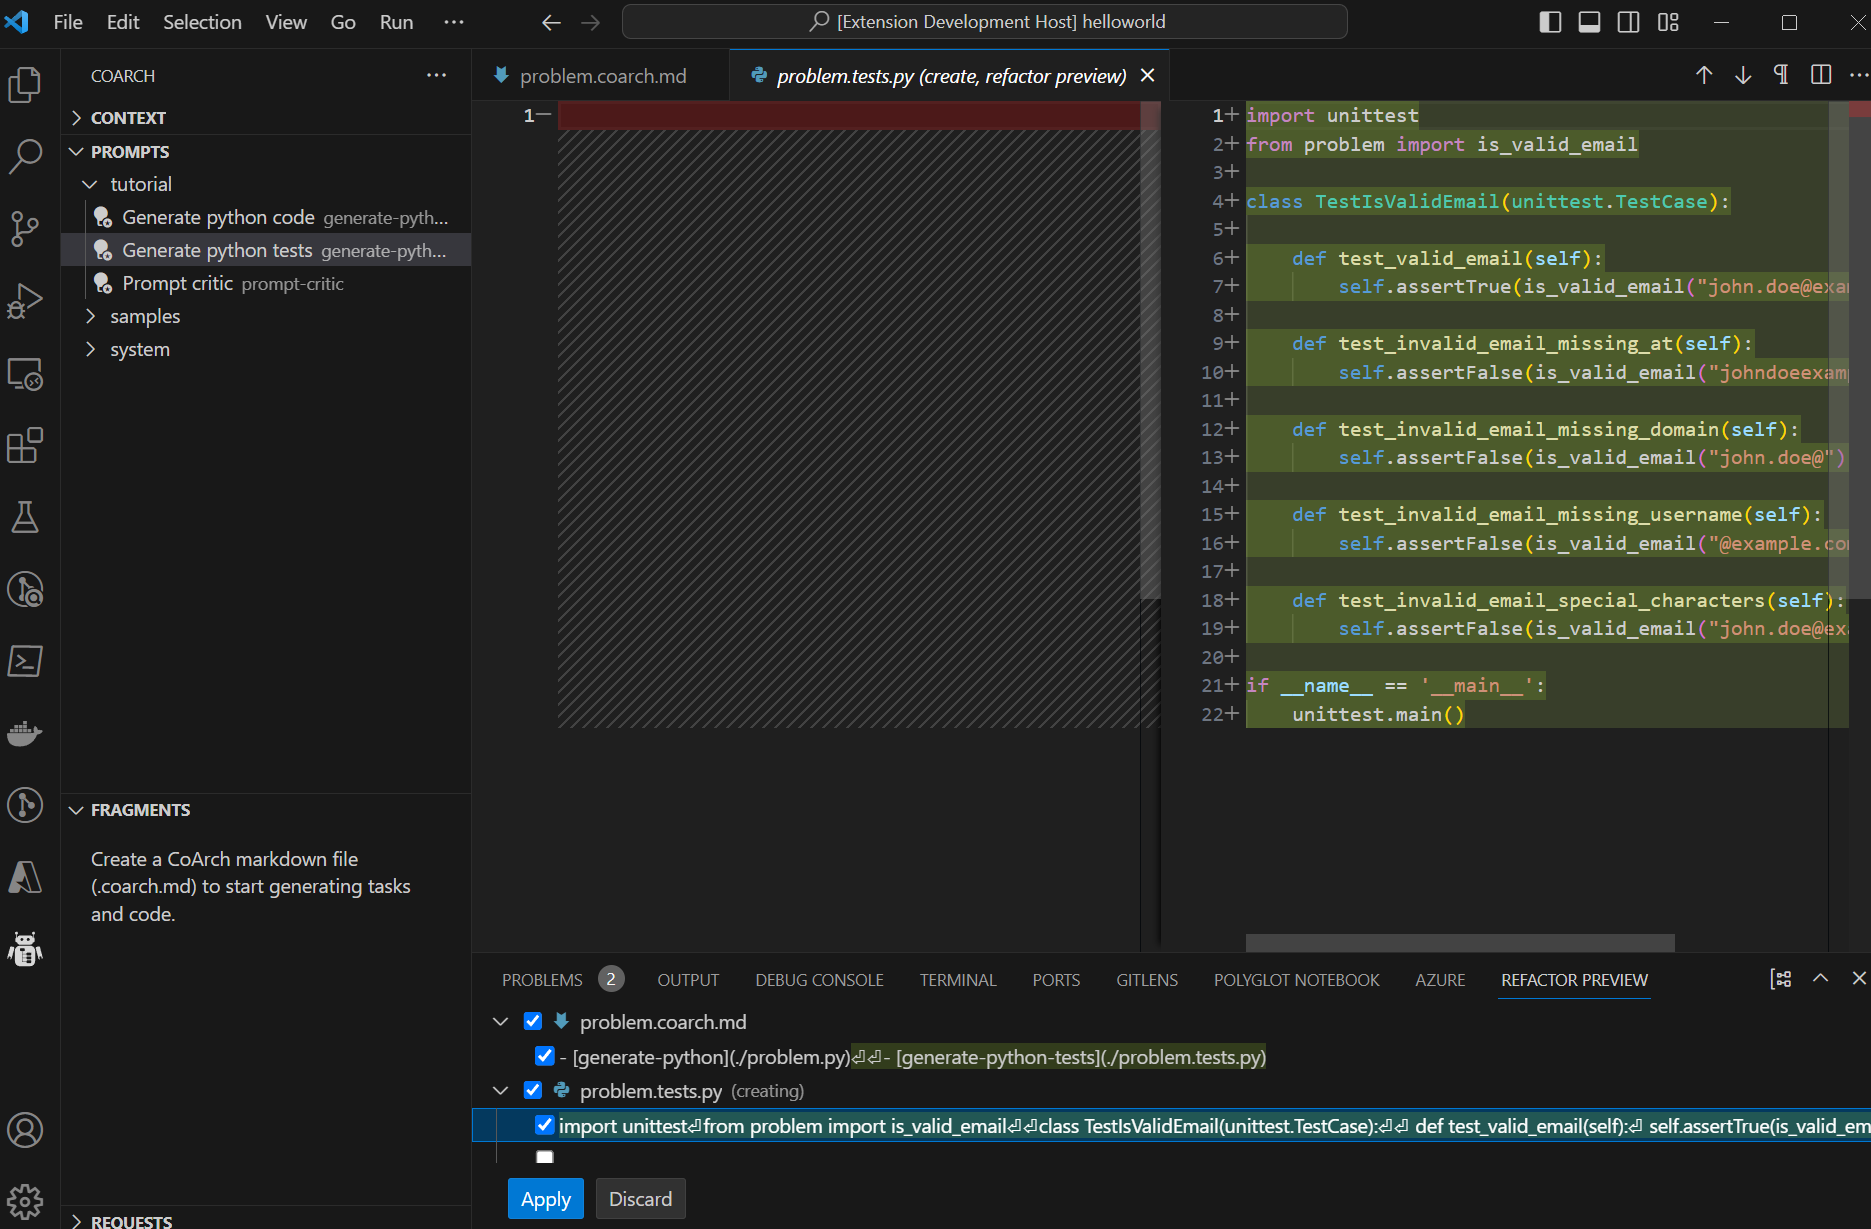 File Edit Selection View Go Run ···
[Extension Development Host] helloworld
COARCH
CONTEXT
PROMPTS
tutorial
Generate python code generate-pyth...
Generate python tests generate-pyth...
Prompt critic prompt-critic
samples
system
FRAGMENTS
Create a CoArch markdown file
(.coarch.md) to start generating tasks
and code.
REQUESTS
problem.coarch.md
problem.tests.py (create, refactor preview)
1−
1+ import unittest
2+ from problem import is_valid_email
3+
4+ class TestIsValidEmail(unittest.TestCase):
5+
6+ def test_valid_email(self):
7+ self.assertTrue(is_valid_email("john.doe@exa
8+
9+ def test_invalid_email_missing_at(self):
10+ self.assertFalse(is_valid_email("johndoeexam
11+
12+ def test_invalid_email_missing_domain(self):
13+ self.assertFalse(is_valid_email("john.doe@")
14+
15+ def test_invalid_email_missing_username(self):
16+ self.assertFalse(is_valid_email("@example.co
17+
18+ def test_invalid_email_special_characters(self):
19+ self.assertFalse(is_valid_email("john.doe@ex
20+
21+ if __name__ == '__main__':
22+ unittest.main()
PROBLEMS 2 OUTPUT DEBUG CONSOLE TERMINAL PORTS GITLENS POLYGLOT NOTEBOOK AZURE REFACTOR PREVIEW
problem.coarch.md
- [generate-python](./problem.py)⏎⏎- [generate-python-tests](./problem.tests.py)
problem.tests.py (creating)
import unittest⏎from problem import is_valid_email⏎⏎class TestIsValidEmail(unittest.TestCase):⏎⏎ def test_valid_email(self):⏎ self.assertTrue(is_valid_em
Apply Discard